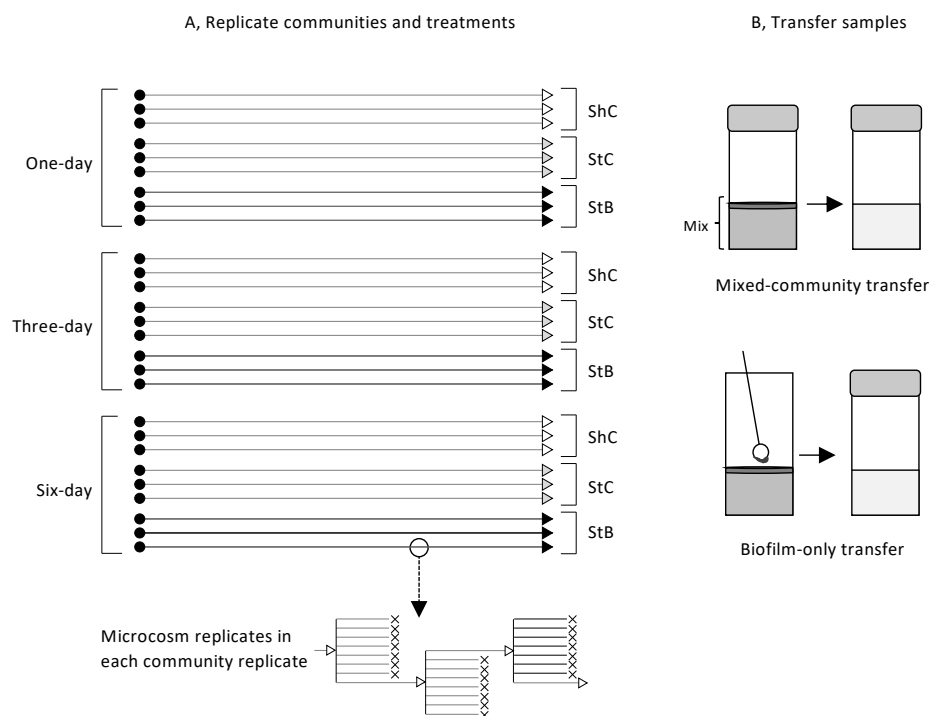 A, Replicate communities and treatments
B, Transfer samples
One-day
ShC
StC
StB
Three-day
ShC
StC
StB
Six-day
ShC
StC
StB
Microcosm replicates in
each community replicate
Mix
Mixed-community transfer
Biofilm-only transfer